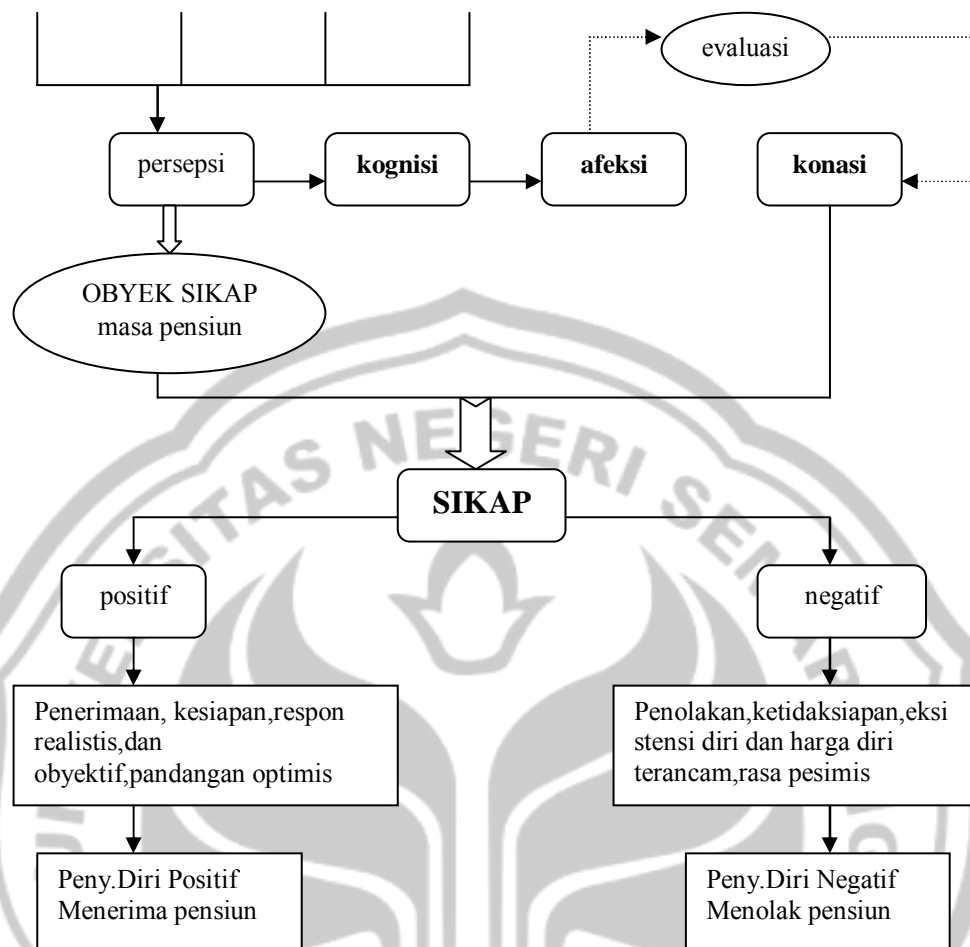 evaluasi
persepsi
kognisi
afeksi
konasi
OBYEK SIKAP
masa pensiun
SIKAP
positif
negatif
Penerimaan, kesiapan,respon
realistis,dan
obyektif,pandangan optimis
Penolakan,ketidaksiapan,eksi
stensi diri dan harga diri
terancam,rasa pesimis
Peny.Diri Positif
Menerima pensiun
Peny.Diri Negatif
Menolak pensiun